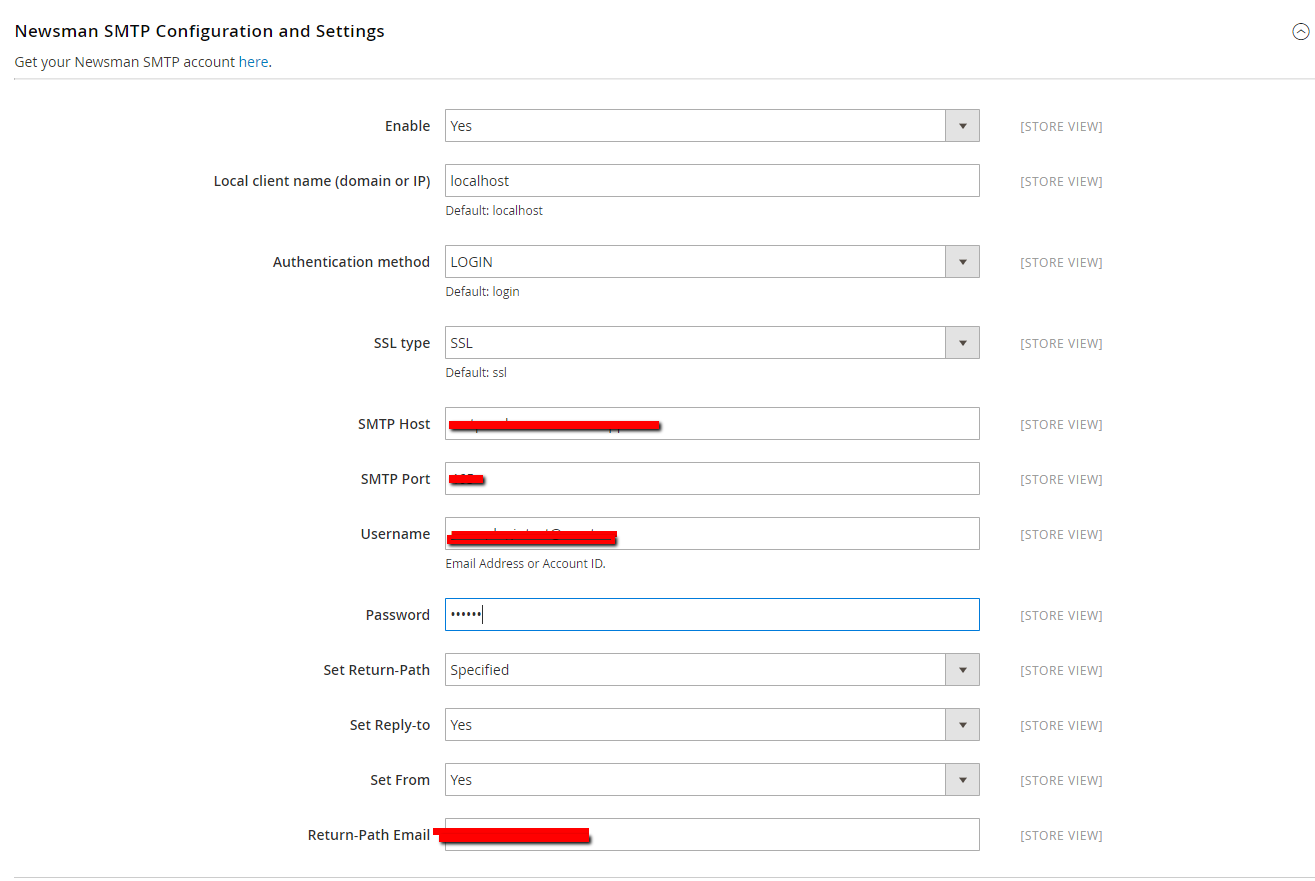 Newsman SMTP Configuration and Settings
Get your Newsman SMTP account here.
Enable Yes [STORE VIEW]
Local client name (domain or IP) localhost [STORE VIEW]
Default: localhost
Authentication method LOGIN [STORE VIEW]
Default: login
SSL type SSL [STORE VIEW]
Default: ssl
SMTP Host [STORE VIEW]
SMTP Port [STORE VIEW]
Username [STORE VIEW]
Email Address or Account ID.
Password •••••• [STORE VIEW]
Set Return-Path Specified [STORE VIEW]
Set Reply-to Yes [STORE VIEW]
Set From Yes [STORE VIEW]
Return-Path Email [STORE VIEW]